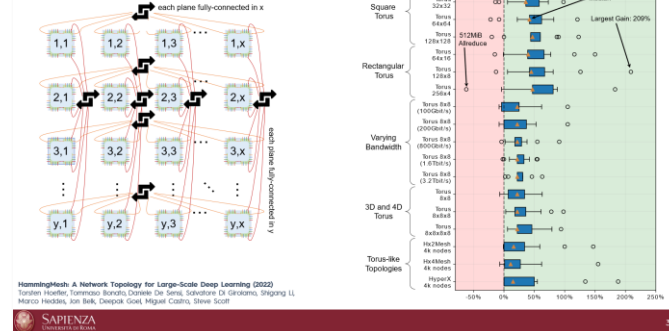 each plane fully-connected in x
1,1 1,2 1,3 ... 1,x
2,1 2,2 2,3 2,x
3,1 3,2 3,3 3,x
y,1 y,2 y,3 y,x
each plane fully-connected in y
HammingMesh: A Network Topology for Large-Scale Deep Learning (2022)
Torsten Hoefler, Tommaso Bonato, Daniele De Sensi, Salvatore Di Girolamo, Shigang Li,
Marco Heddes, Jon Belk, Deepak Goel, Miguel Castro, Steve Scott
Square
Torus
32x32
Torus
64x64
Torus
128x128
Rectangular
Torus
Torus
64x16
Torus
128x8
Torus
256x4
512MiB
Allreduce
Largest Gain: 209%
Varying
Bandwidth
Torus 8x8
(100Gbit/s)
Torus 8x8
(200Gbit/s)
Torus 8x8
(800Gbit/s)
Torus 8x8
(1.6Tbit/s)
Torus 8x8
(3.2Tbit/s)
3D and 4D
Torus
Torus
8x8
Torus
8x8x8
Torus
8x8x8x8
Torus-like
Topologies
Hx2Mesh
4k nodes
Hx4Mesh
4k nodes
HyperX
4k nodes
-50% 0% 50% 100% 150% 200% 250%
SAPIENZA
UNIVERSITÀ DI ROMA